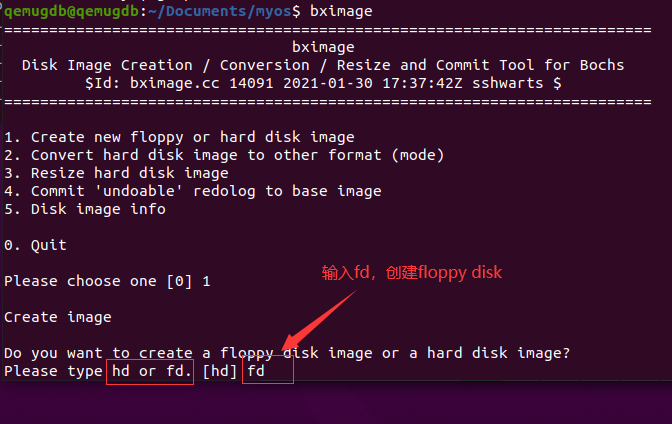 qemugdb@qemugdb:~/Documents/myos$ bximage
========================================================================
bximage
Disk Image Creation / Conversion / Resize and Commit Tool for Bochs
$Id: bximage.cc 14091 2021-01-30 17:37:42Z sshwarts $
========================================================================
1. Create new floppy or hard disk image
2. Convert hard disk image to other format (mode)
3. Resize hard disk image
4. Commit 'undoable' redolog to base image
5. Disk image info
0. Quit
Please choose one [0] 1
输入fd，创建floppy disk
Create image
Do you want to create a floppy disk image or a hard disk image?
Please type hd or fd. [hd] fd